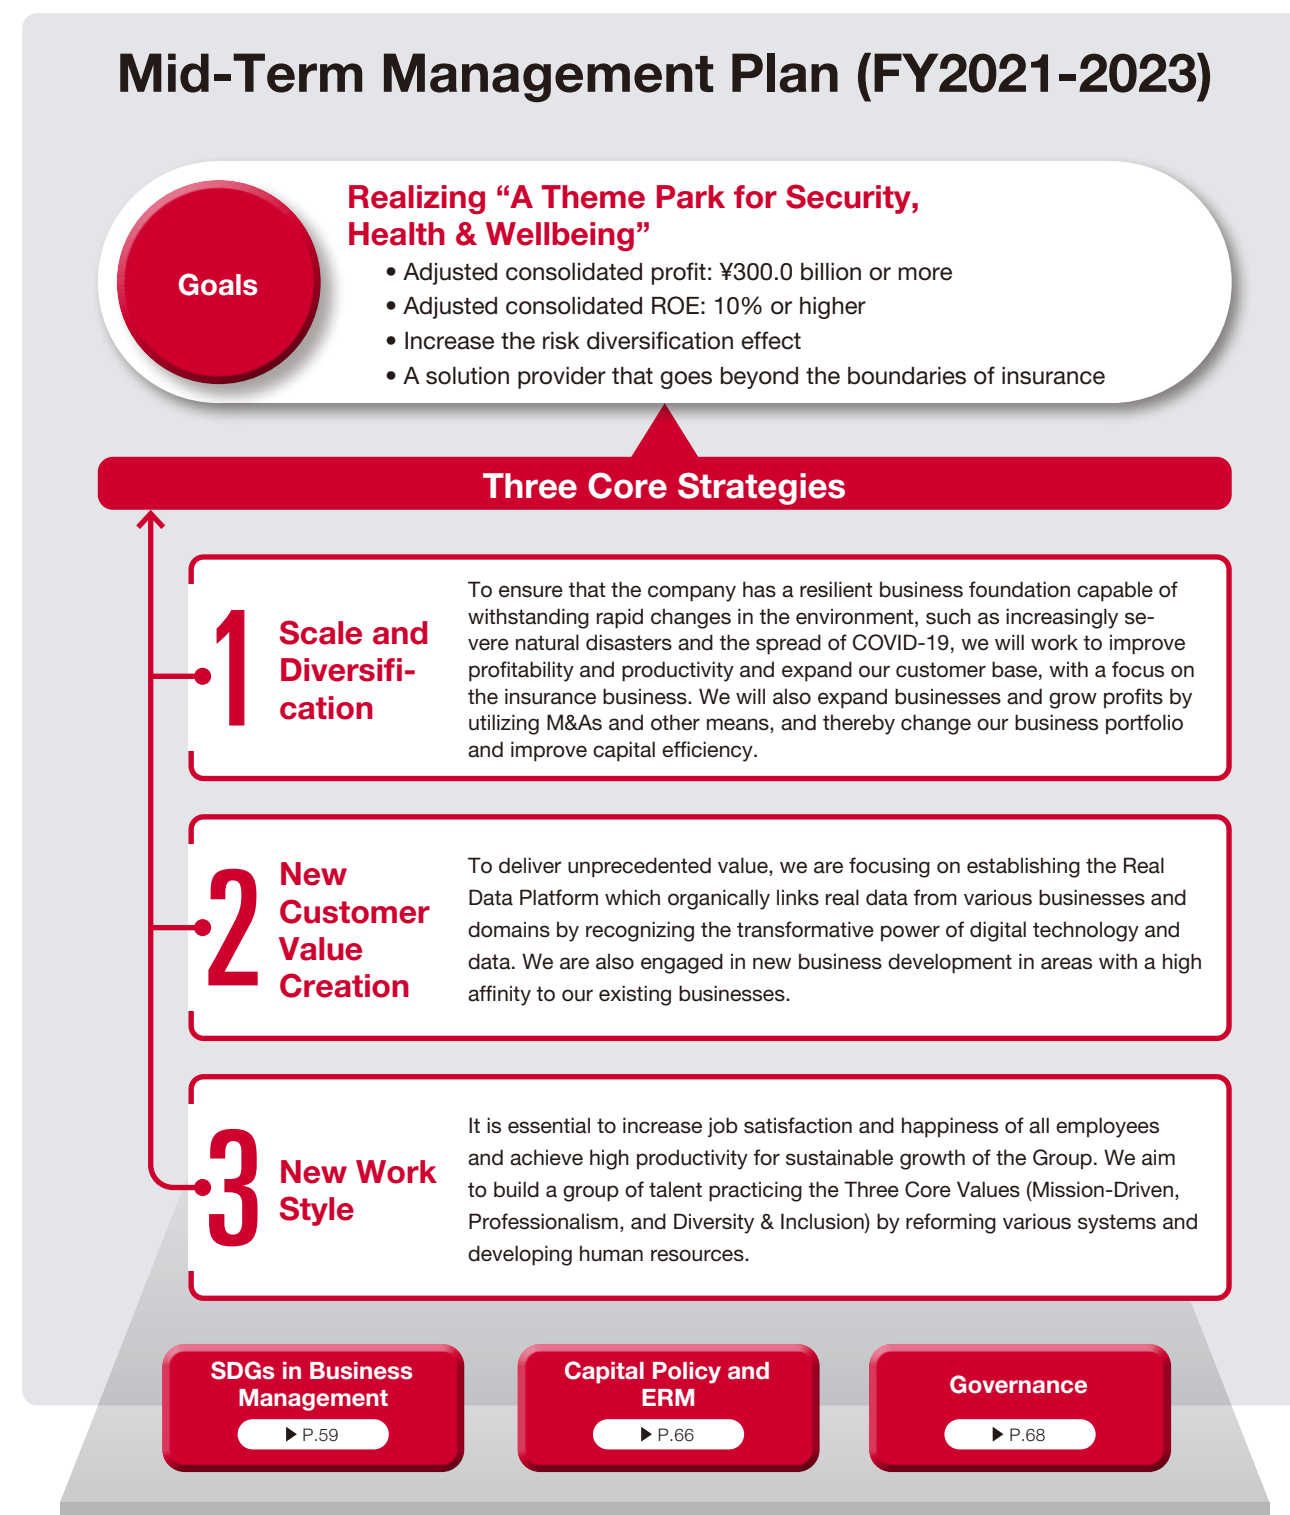 Mid-Term Management Plan (FY2021-2023)
Goals
Realizing “A Theme Park for Security,
Health & Wellbeing”
• Adjusted consolidated profit: ¥300.0 billion or more
• Adjusted consolidated ROE: 10% or higher
• Increase the risk diversification effect
• A solution provider that goes beyond the boundaries of insurance
Three Core Strategies
1
Scale and
Diversifi-
cation
To ensure that the company has a resilient business foundation capable of
withstanding rapid changes in the environment, such as increasingly se-
vere natural disasters and the spread of COVID-19, we will work to improve
profitability and productivity and expand our customer base, with a focus on
the insurance business. We will also expand businesses and grow profits by
utilizing M&As and other means, and thereby change our business portfolio
and improve capital efficiency.
2
New
Customer
Value
Creation
To deliver unprecedented value, we are focusing on establishing the Real
Data Platform which organically links real data from various businesses and
domains by recognizing the transformative power of digital technology and
data. We are also engaged in new business development in areas with a high
affinity to our existing businesses.
3
New Work
Style
It is essential to increase job satisfaction and happiness of all employees
and achieve high productivity for sustainable growth of the Group. We aim
to build a group of talent practicing the Three Core Values (Mission-Driven,
Professionalism, and Diversity & Inclusion) by reforming various systems and
developing human resources.
SDGs in Business
Management
▶ P.59
Capital Policy and
ERM
▶ P.66
Governance
▶ P.68